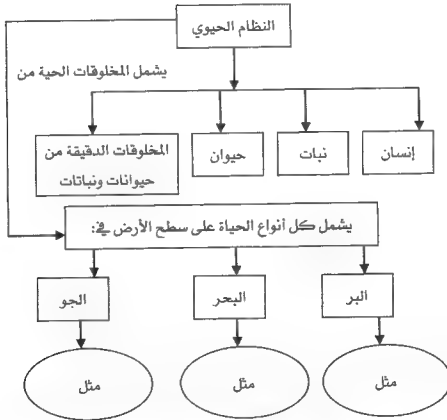 النظام الحيوي
يشمل المخلوقات الحية من
إنسان
نبات
حيوان
المخلوقات الدقيقة من
حيوانات ونباتات
يشمل كل أنواع الحياة على سطح الأرض في:
البر
البحر
الجو
مثل
مثل
مثل